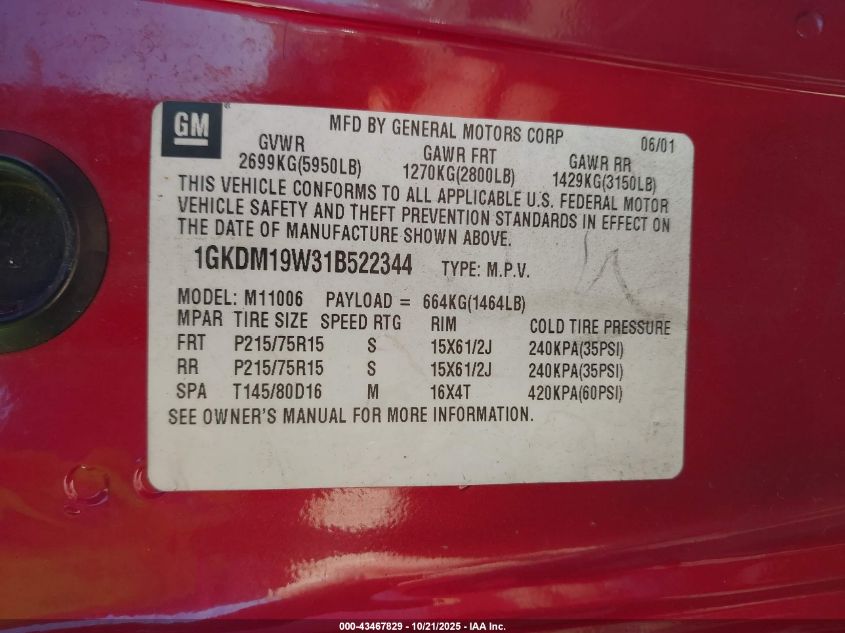 GM ®
MFD BY GENERAL MOTORS CORP 06/01
GVWR GAWR FRT GAWR RR
2699KG(5950LB) 1270KG(2800LB) 1429KG(3150LB)
THIS VEHICLE CONFORMS TO ALL APPLICABLE U.S. FEDERAL MOTOR
VEHICLE SAFETY AND THEFT PREVENTION STANDARDS IN EFFECT ON
THE DATE OF MANUFACTURE SHOWN ABOVE.
1GKDM19W31B522344 TYPE: M.P.V.
MODEL: M11006 PAYLOAD = 664KG(1464LB)
MPAR TIRE SIZE SPEED RTG RIM COLD TIRE PRESSURE
FRT P215/75R15 S 15X61/2J 240KPA(35PSI)
RR P215/75R15 S 15X61/2J 240KPA(35PSI)
SPA T145/80D16 M 16X4T 420KPA(60PSI)
SEE OWNER'S MANUAL FOR MORE INFORMATION.
000-43467829 - 10/21/2025 - IAA Inc.